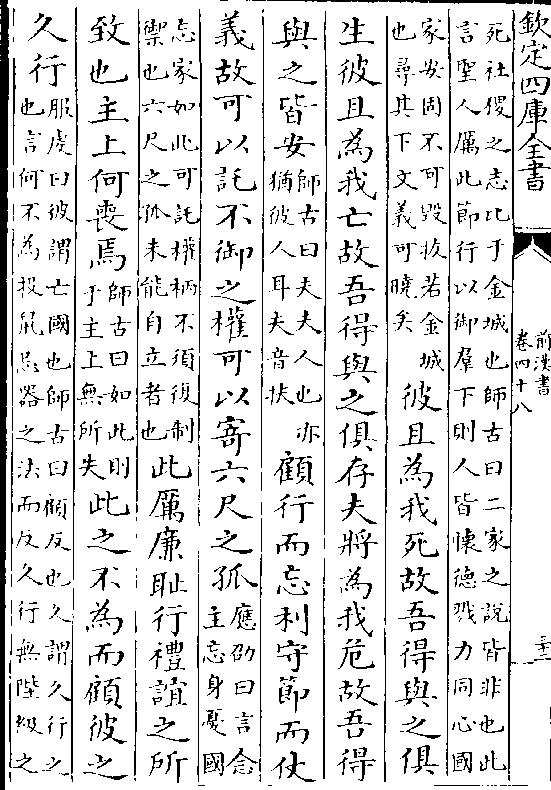 欽定四庫全書
前漢書
卷四十八
死社稷之志比于金城也師古曰二家之說皆非也此
言聖人厲此節行以御羣下則人皆懷德戮力同心國
家安固不可毀拔若金城
也尋其下文義可曉矣
彼且為我死故吾得與之俱
生彼且為我亡故吾得與之俱存夫將為我危故吾得
與之皆安
師古曰夫夫人也亦
猶彼人耳夫音扶
顧行而忘利守節而仗
義故可以託不御之權可以寄六尺之孤
應劭曰言念
主忘身憂國
忘家如此可託權柄不須復制
禦也六尺之孤未能自立者也
此厲廉恥行禮誼之所
致也主上何喪焉
師古曰如此則
于主上無所失
此之不為而顧彼之
久行
服虔曰彼謂亡國也師古曰顧反也久謂久行之
也言何不為投鼠忌器之法而反久行無陛級之